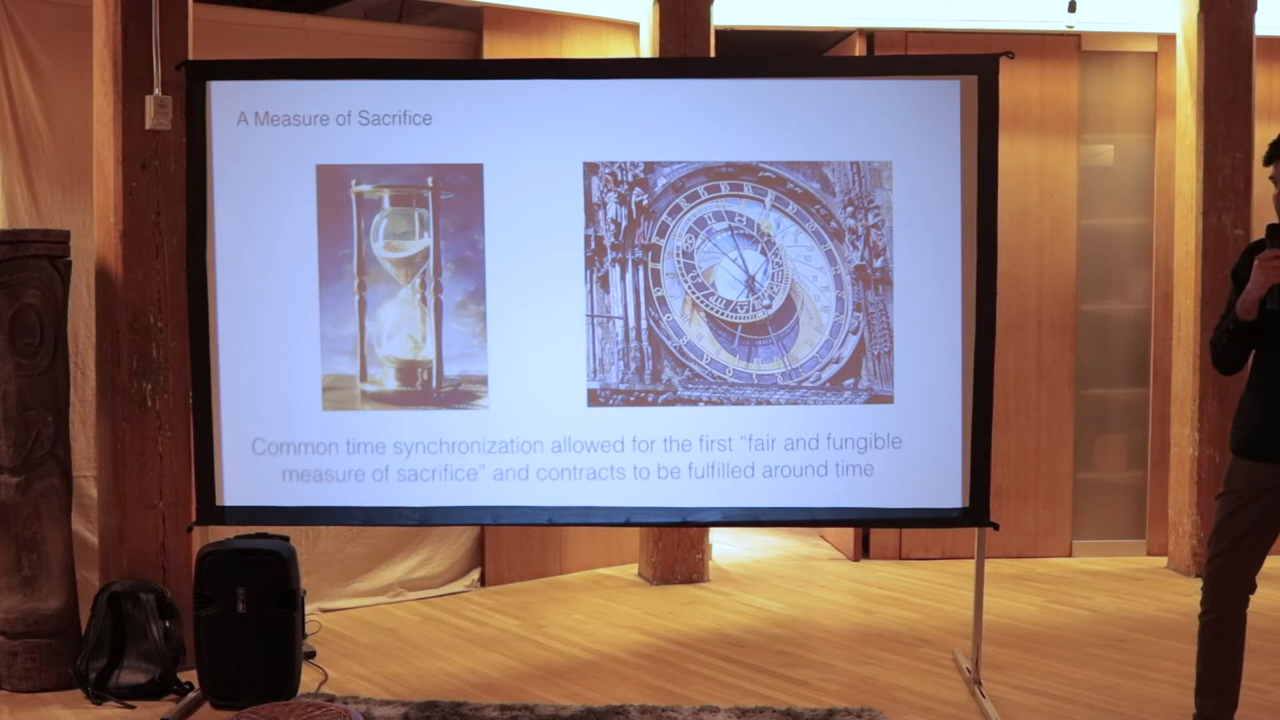 A Measure of Sacrifice
Common time synchronization allowed for the first "fair and fungible
measure of sacrifice" and contracts to be fulfilled around time